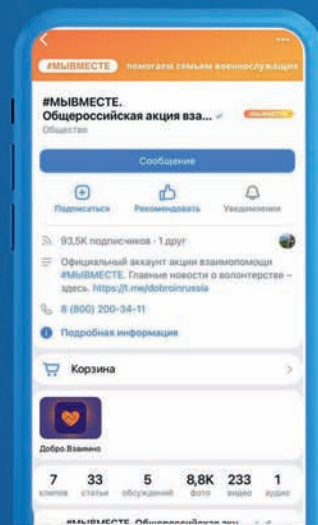 #МЫВМЕСТЕ помогаем семьям военнослужащих
#МЫВМЕСТЕ.
Общероссийская акция вза...
#МЫВМЕСТЕ
Общество
Сообщение
Подписаться Рекомендовать Уведомления
93,5K подписчиков · 1 друг
Официальный аккаунт акции взаимопомощи
#МЫВМЕСТЕ. Главные новости о волонтерстве –
здесь. https://t.me/dobroinrussia
8 (800) 200-34-11
Подробная информация
Корзина
Добро.Взаимно
7 33 5 8,8K 233 1
клипов статьи обсуждений фото видео аудио
#МЫВМЕСТЕ. Общероссийская акц...